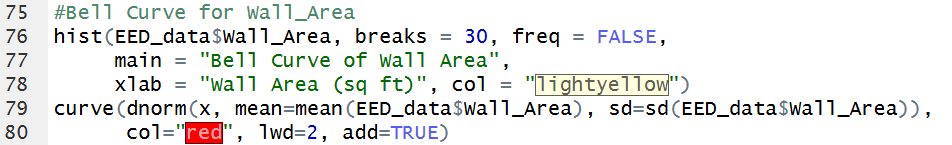 75 #Bell Curve for Wall_Area
76 hist(EED_data$Wall_Area, breaks = 30, freq = FALSE,
77      main = "Bell Curve of Wall Area",
78      xlab = "Wall Area (sq ft)", col = "lightyellow")
79 curve(dnorm(x, mean=mean(EED_data$Wall_Area), sd=sd(EED_data$Wall_Area)),
80       col="red", lwd=2, add=TRUE)